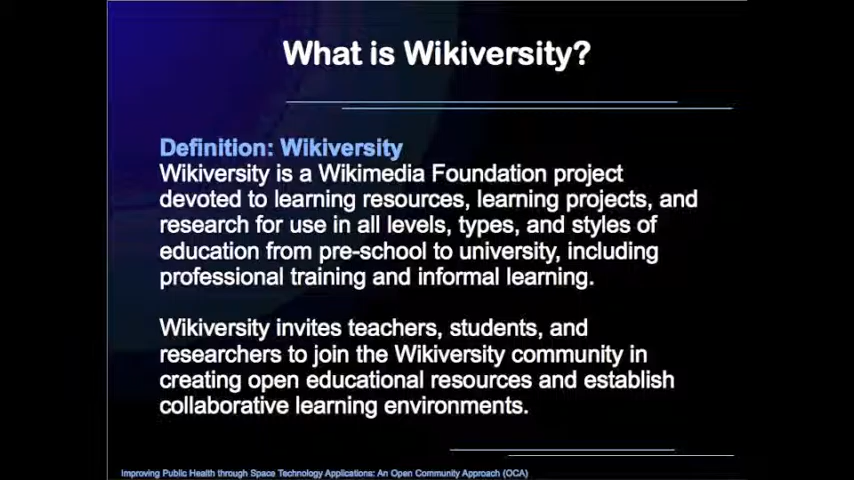 What is Wikiversity?
Definition: Wikiversity
Wikiversity is a Wikimedia Foundation project
devoted to learning resources, learning projects, and
research for use in all levels, types, and styles of
education from pre-school to university, including
professional training and informal learning.
Wikiversity invites teachers, students, and
researchers to join the Wikiversity community in
creating open educational resources and establish
collaborative learning environments.
Improving Public Health through Space Technology Applications: An Open Community Approach (OCA)